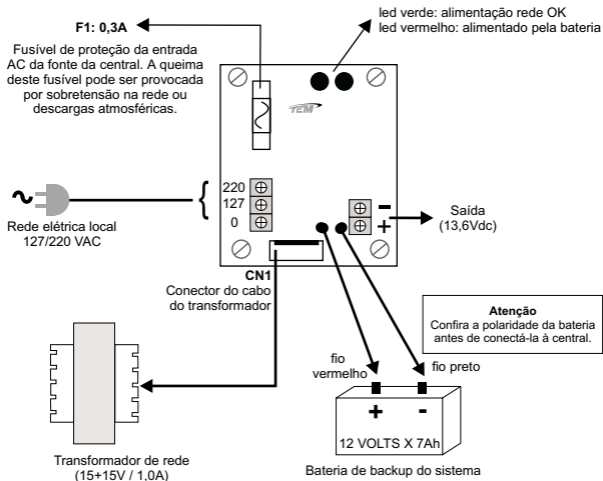 led verde: alimentação rede OK
led vermelho: alimentado pela bateria
F1: 0,3A
Fusível de proteção da entrada
AC da fonte da central. A queima
deste fusível pode ser provocada
por sobretensão na rede ou
descargas atmosféricas.
TEM
220
127
0
Rede elétrica local
127/220 VAC
-
+
Saída
(13,6Vdc)
CN1
Conector do cabo
do transformador
Atenção
Confira a polaridade da bateria
antes de conectá-la à central.
fio
vermelho
fio preto
+ -
12 VOLTS X 7Ah
Transformador de rede
(15+15V / 1,0A)
Bateria de backup do sistema